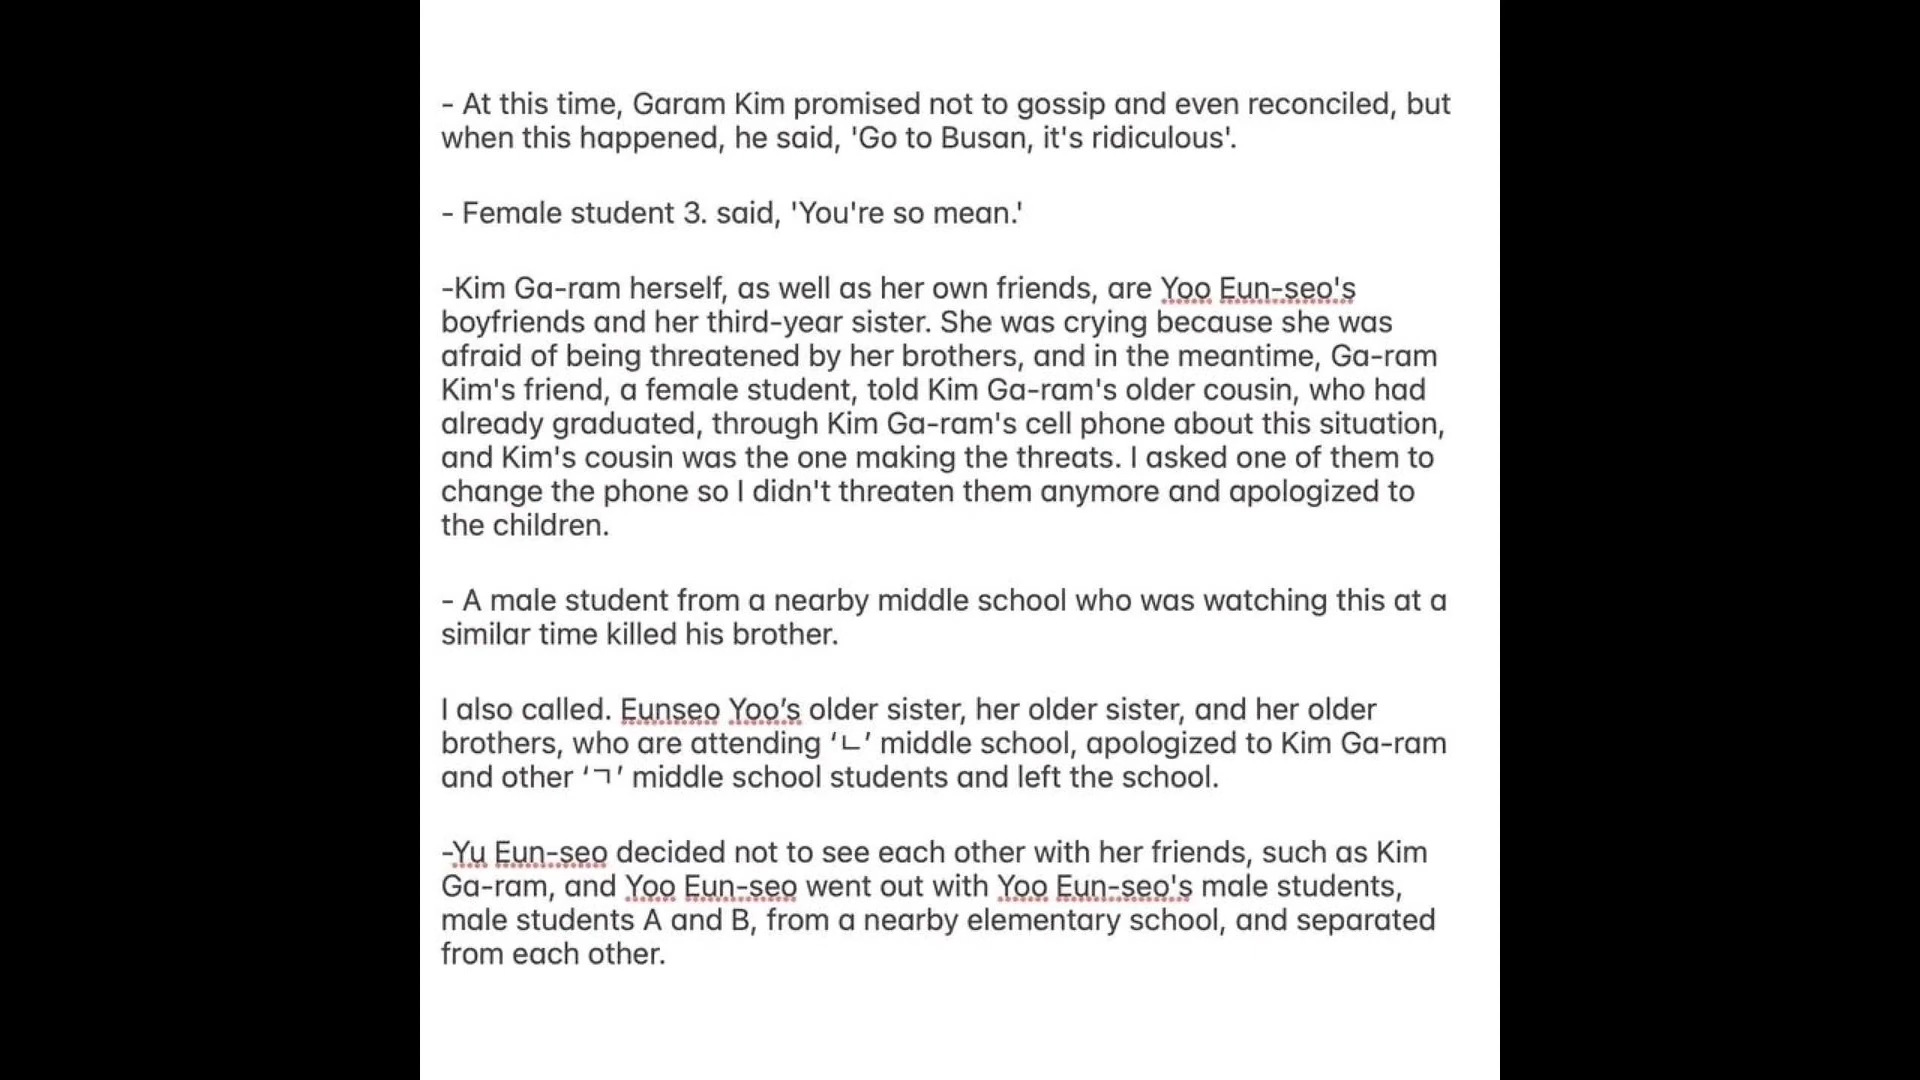 - At this time, Garam Kim promised not to gossip and even reconciled, but
when this happened, he said, 'Go to Busan, it's ridiculous'.
- Female student 3. said, 'You're so mean.'
-Kim Ga-ram herself, as well as her own friends, are Yoo Eun-seo's
boyfriends and her third-year sister. She was crying because she was
afraid of being threatened by her brothers, and in the meantime, Ga-ram
Kim's friend, a female student, told Kim Ga-ram's older cousin, who had
already graduated, through Kim Ga-ram's cell phone about this situation,
and Kim's cousin was the one making the threats. I asked one of them to
change the phone so I didn't threaten them anymore and apologized to
the children.
- A male student from a nearby middle school who was watching this at a
similar time killed his brother.
I also called. Eunseo Yoo’s older sister, her older sister, and her older
brothers, who are attending ‘ㄴ’ middle school, apologized to Kim Ga-ram
and other ‘ㄱ’ middle school students and left the school.
-Yu Eun-seo decided not to see each other with her friends, such as Kim
Ga-ram, and Yoo Eun-seo went out with Yoo Eun-seo's male students,
male students A and B, from a nearby elementary school, and separated
from each other.